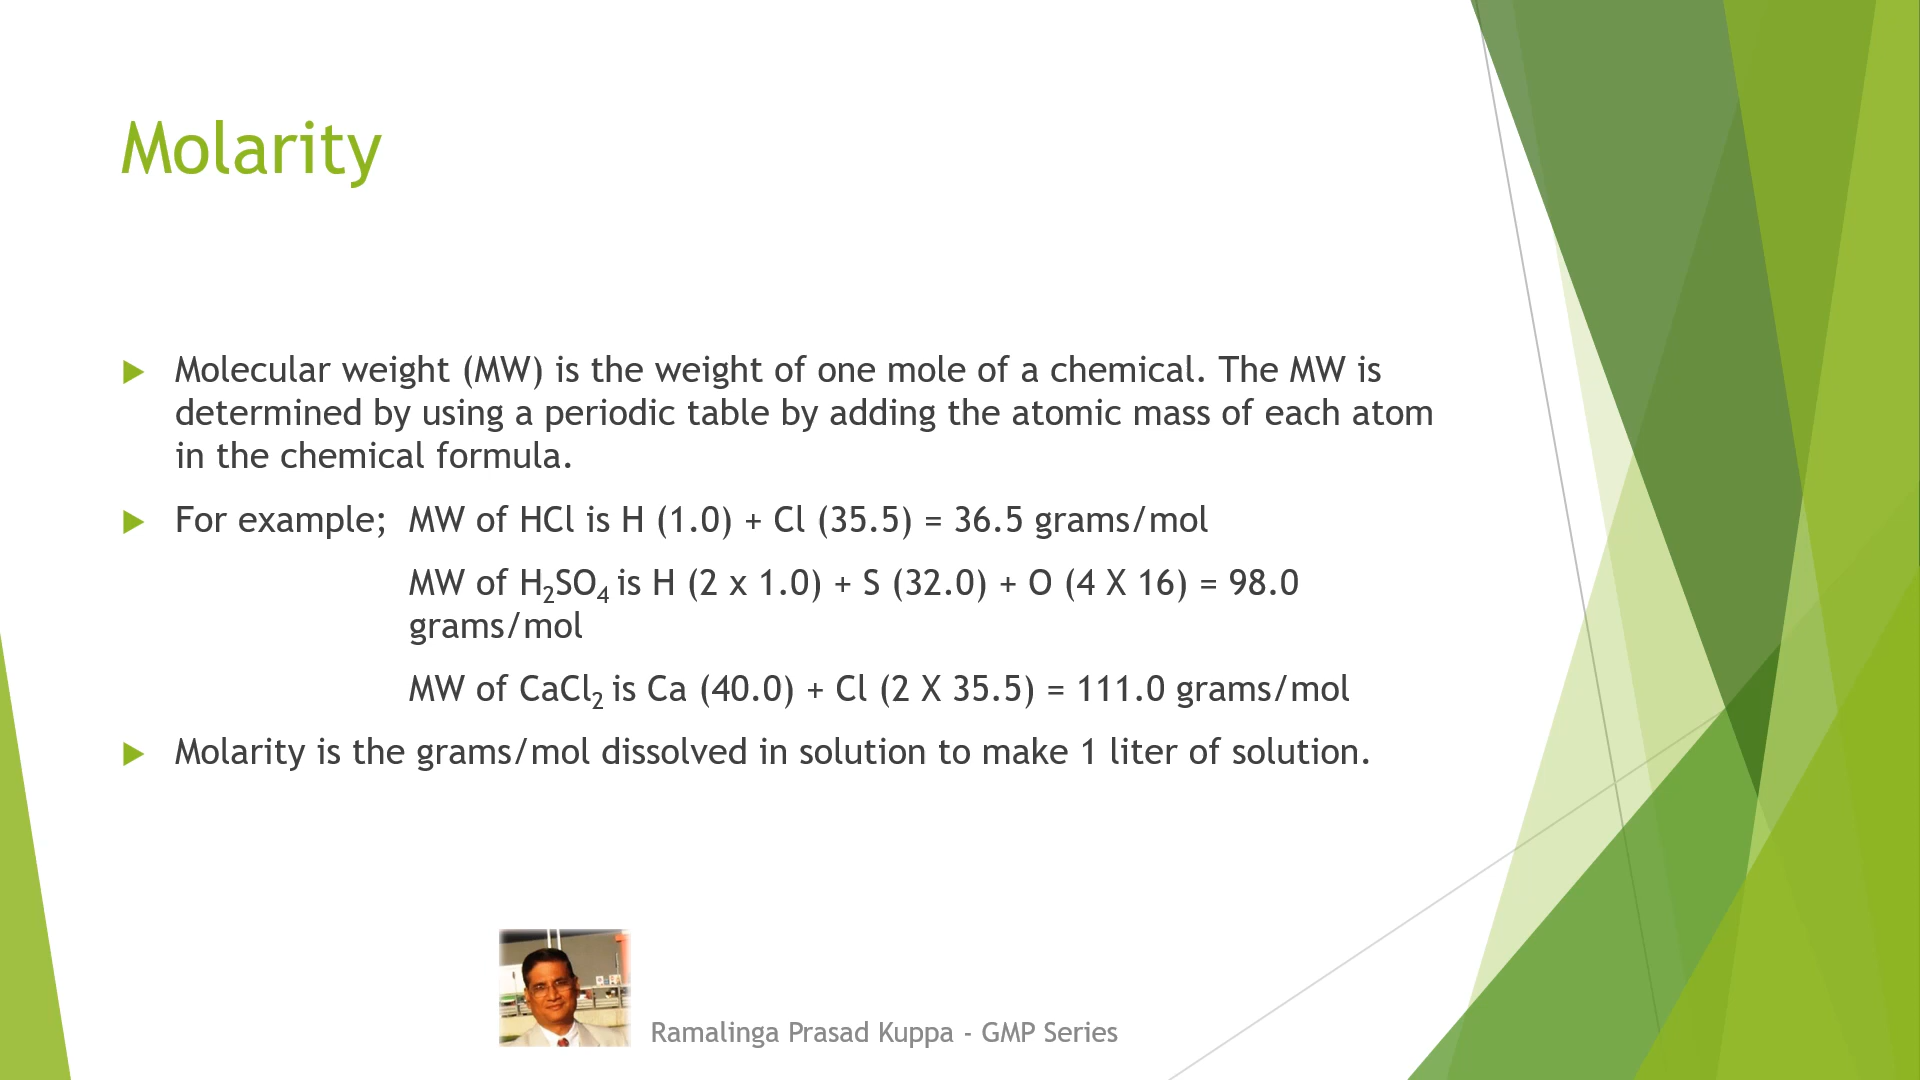 Molarity
Molecular weight (MW) is the weight of one mole of a chemical. The MW is
determined by using a periodic table by adding the atomic mass of each atom
in the chemical formula.
For example; MW of HCl is H (1.0) + Cl (35.5) = 36.5 grams/mol
MW of H₂SO₄ is H (2 x 1.0) + S (32.0) + O (4 X 16) = 98.0
grams/mol
MW of CaCl₂ is Ca (40.0) + Cl (2 X 35.5) = 111.0 grams/mol
Molarity is the grams/mol dissolved in solution to make 1 liter of solution.
Ramalinga Prasad Kuppa - GMP Series